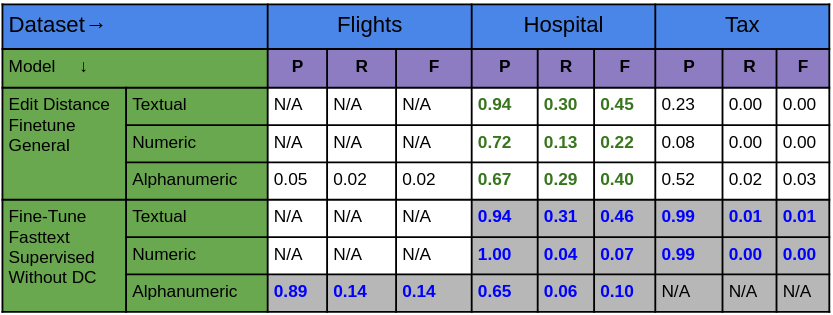 Dataset→ Flights Hospital Tax
Model ↓ P R F P R F P R F
Edit Distance Finetune General
Textual N/A N/A N/A 0.94 0.30 0.45 0.23 0.00 0.00
Numeric N/A N/A N/A 0.72 0.13 0.22 0.08 0.00 0.00
Alphanumeric 0.05 0.02 0.02 0.67 0.29 0.40 0.52 0.02 0.03
Fine-Tune Fasttext Supervised Without DC
Textual N/A N/A N/A 0.94 0.31 0.46 0.99 0.01 0.01
Numeric N/A N/A N/A 1.00 0.04 0.07 0.99 0.00 0.00
Alphanumeric 0.89 0.14 0.14 0.65 0.06 0.10 N/A N/A N/A